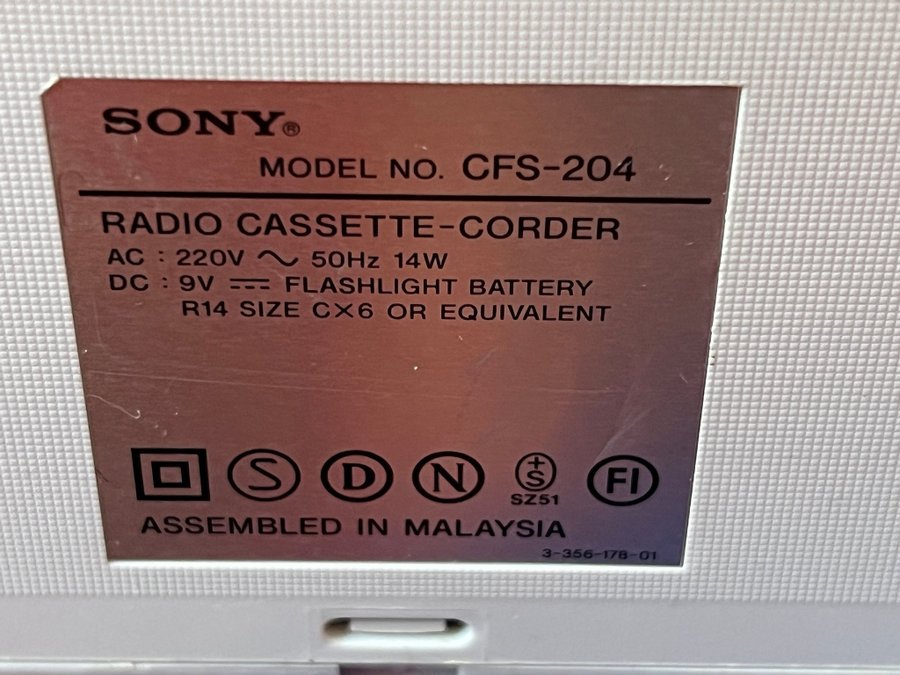 SONY®
MODEL NO. CFS-204
RADIO CASSETTE-CORDER
AC : 220V ∼ 50Hz 14W
DC : 9V ⎓ FLASHLIGHT BATTERY
R14 SIZE C×6 OR EQUIVALENT
S D N +S FI
SZ51
ASSEMBLED IN MALAYSIA
3-356-178-01